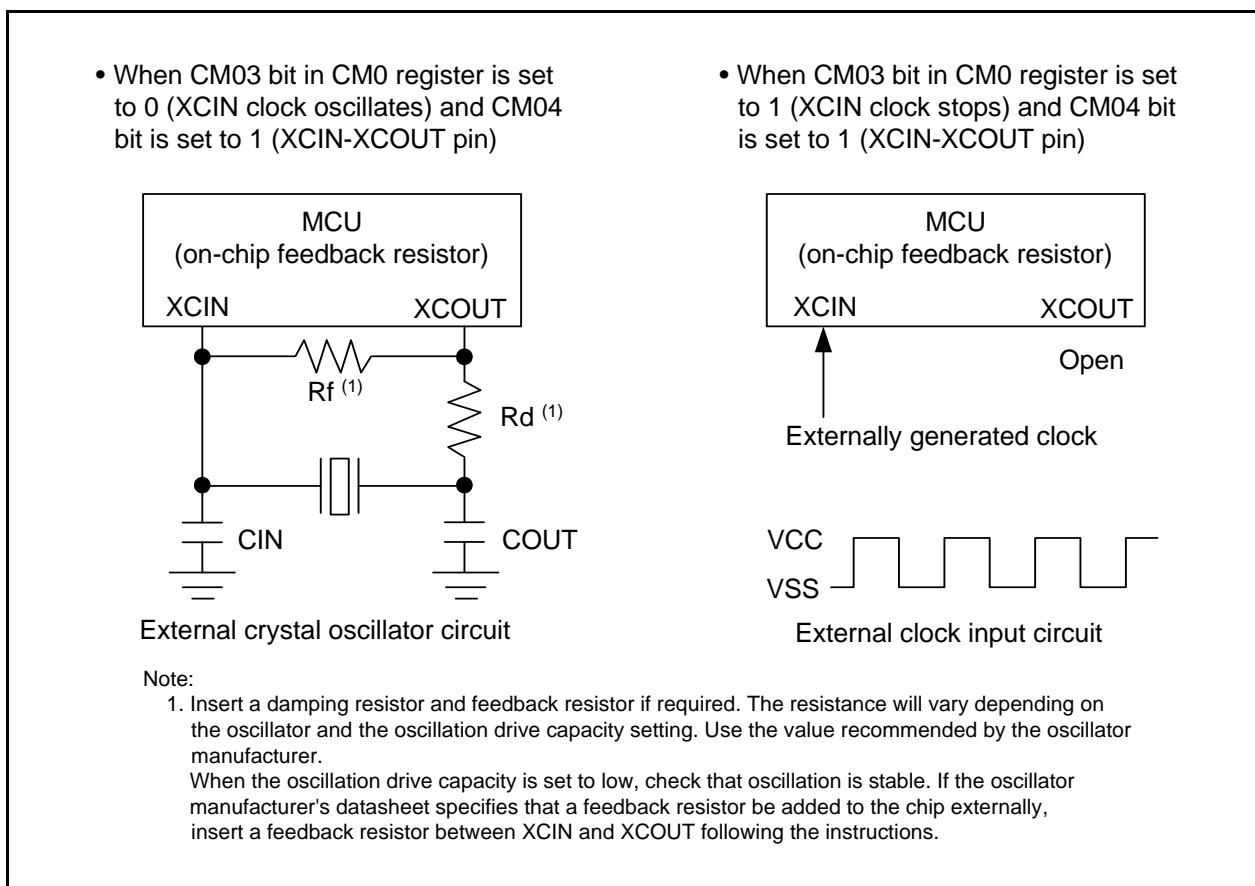 • When CM03 bit in CM0 register is set
to 0 (XCIN clock oscillates) and CM04
bit is set to 1 (XCIN-XCOUT pin)
MCU
(on-chip feedback resistor)
XCIN XCOUT
Rf (1)
Rd (1)
CIN COUT
External crystal oscillator circuit
• When CM03 bit in CM0 register is set
to 1 (XCIN clock stops) and CM04 bit
is set to 1 (XCIN-XCOUT pin)
MCU
(on-chip feedback resistor)
XCIN XCOUT
Open
Externally generated clock
VCC
VSS
External clock input circuit
Note:
1. Insert a damping resistor and feedback resistor if required. The resistance will vary depending on
the oscillator and the oscillation drive capacity setting. Use the value recommended by the oscillator
manufacturer.
When the oscillation drive capacity is set to low, check that oscillation is stable. If the oscillator
manufacturer's datasheet specifies that a feedback resistor be added to the chip externally,
insert a feedback resistor between XCIN and XCOUT following the instructions.